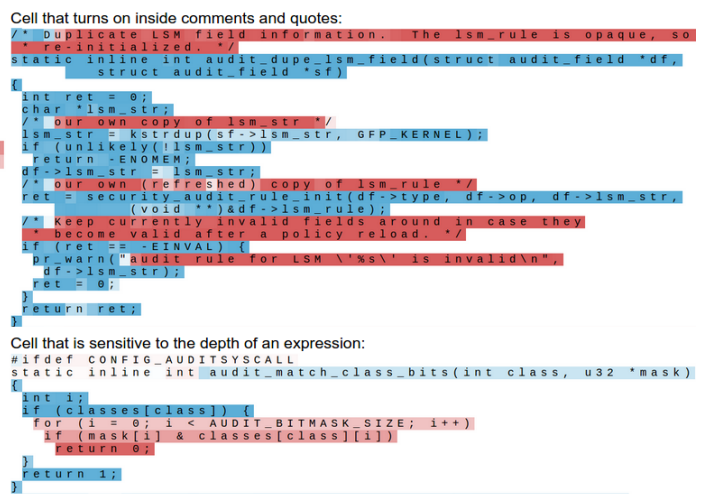 Cell that turns on inside comments and quotes:
/* Duplicate LSM field information. The lsm_rule is opaque, so
* re-initialized. */
static inline int audit_dupe_lsm_field(struct audit_field *df,
struct audit_field *sf)
{
int ret = 0;
char *lsm_str;
/* our own copy of lsm_str */
lsm_str = kstrdup(sf->lsm_str, GFP_KERNEL);
if (unlikely(!lsm_str))
return -ENOMEM;
df->lsm_str = lsm_str;
/* our own (refreshed) copy of lsm_rule */
ret = security_audit_rule_init(df->type, df->op, df->lsm_str,
(void **)&df->lsm_rule);
/* Keep currently invalid fields around in case they
* become valid after a policy reload. */
if (ret == -EINVAL) {
pr_warn("audit rule for LSM \'%s\' is invalid\n",
df->lsm_str);
ret = 0;
}
return ret;
}
Cell that is sensitive to the depth of an expression:
#ifdef CONFIG_AUDITSYSCALL
static inline int audit_match_class_bits(int class, u32 *mask)
{
int i;
if (classes[class]) {
for (i = 0; i < AUDIT_BITMASK_SIZE; i++)
if (mask[i] & classes[class][i])
return 0;
}
return 1;
}